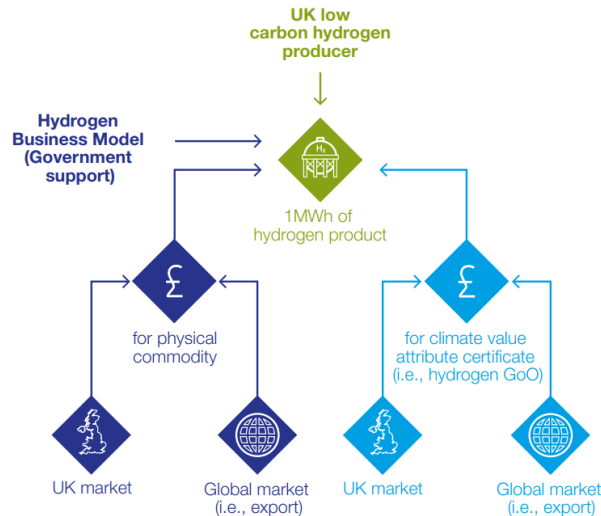 UK low
carbon hydrogen
producer
Hydrogen
Business Model
(Government
support)
H₂
1MWh of
hydrogen product
£
for physical
commodity
£
for climate value
attribute certificate
(i.e., hydrogen GoO)
UK market
Global market
(i.e., export)
UK market
Global market
(i.e., export)